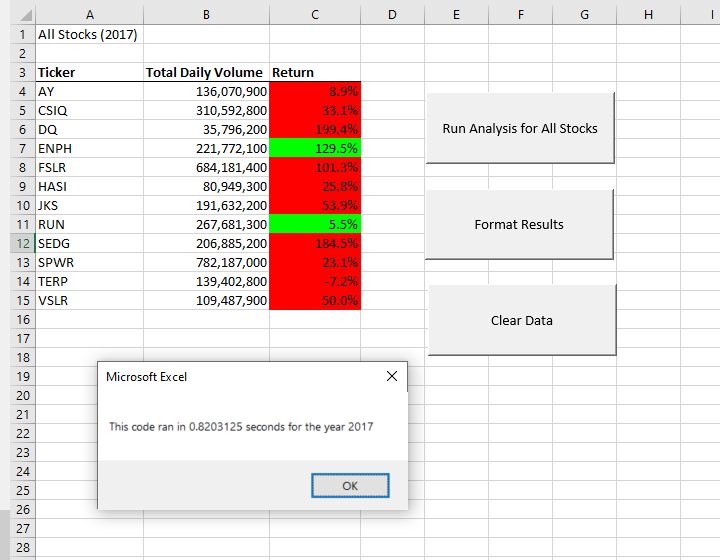 A B C D E F G H I
1 All Stocks (2017)
2
3 Ticker Total Daily Volume Return
4 AY 136,070,900 8.9%
5 CSIQ 310,592,800 33.1%
6 DQ 35,796,200 199.4%
7 ENPH 221,772,100 129.5%
8 FSLR 684,181,400 101.3%
9 HASI 80,949,300 25.8%
10 JKS 191,632,200 53.9%
11 RUN 267,681,300 5.5%
12 SEDG 206,885,200 184.5%
13 SPWR 782,187,000 23.1%
14 TERP 139,402,800 -7.2%
15 VSLR 109,487,900 50.0%
16
17
18
19
20
21
22
23
24
25
26
27
28
Run Analysis for All Stocks
Format Results
Clear Data
Microsoft Excel
This code ran in 0.8203125 seconds for the year 2017
OK